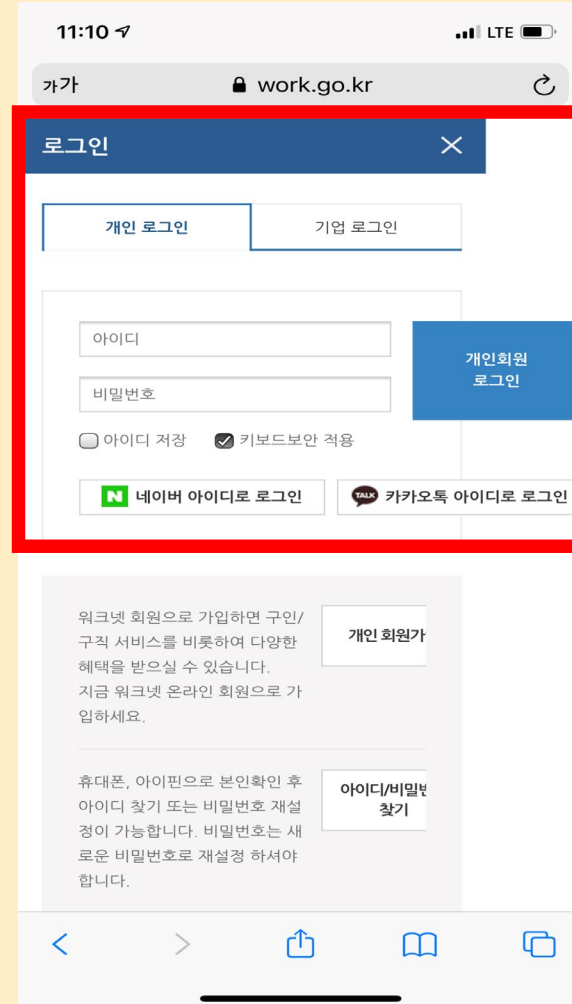 11:10
LTE
가가 work.go.kr
로그인
개인 로그인 기업 로그인
아이디
비밀번호
개인회원
로그인
아이디 저장 키보드보안 적용
N 네이버 아이디로 로그인 TALK 카카오톡 아이디로 로그인
워크넷 회원으로 가입하면 구인/
구직 서비스를 비롯하여 다양한
혜택을 받으실 수 있습니다.
지금 워크넷 온라인 회원으로 가
입하세요.
개인 회원가
휴대폰, 아이핀으로 본인확인 후
아이디 찾기 또는 비밀번호 재설
정이 가능합니다. 비밀번호는 새
로운 비밀번호로 재설정 하셔야
합니다.
아이디/비밀번
찾기